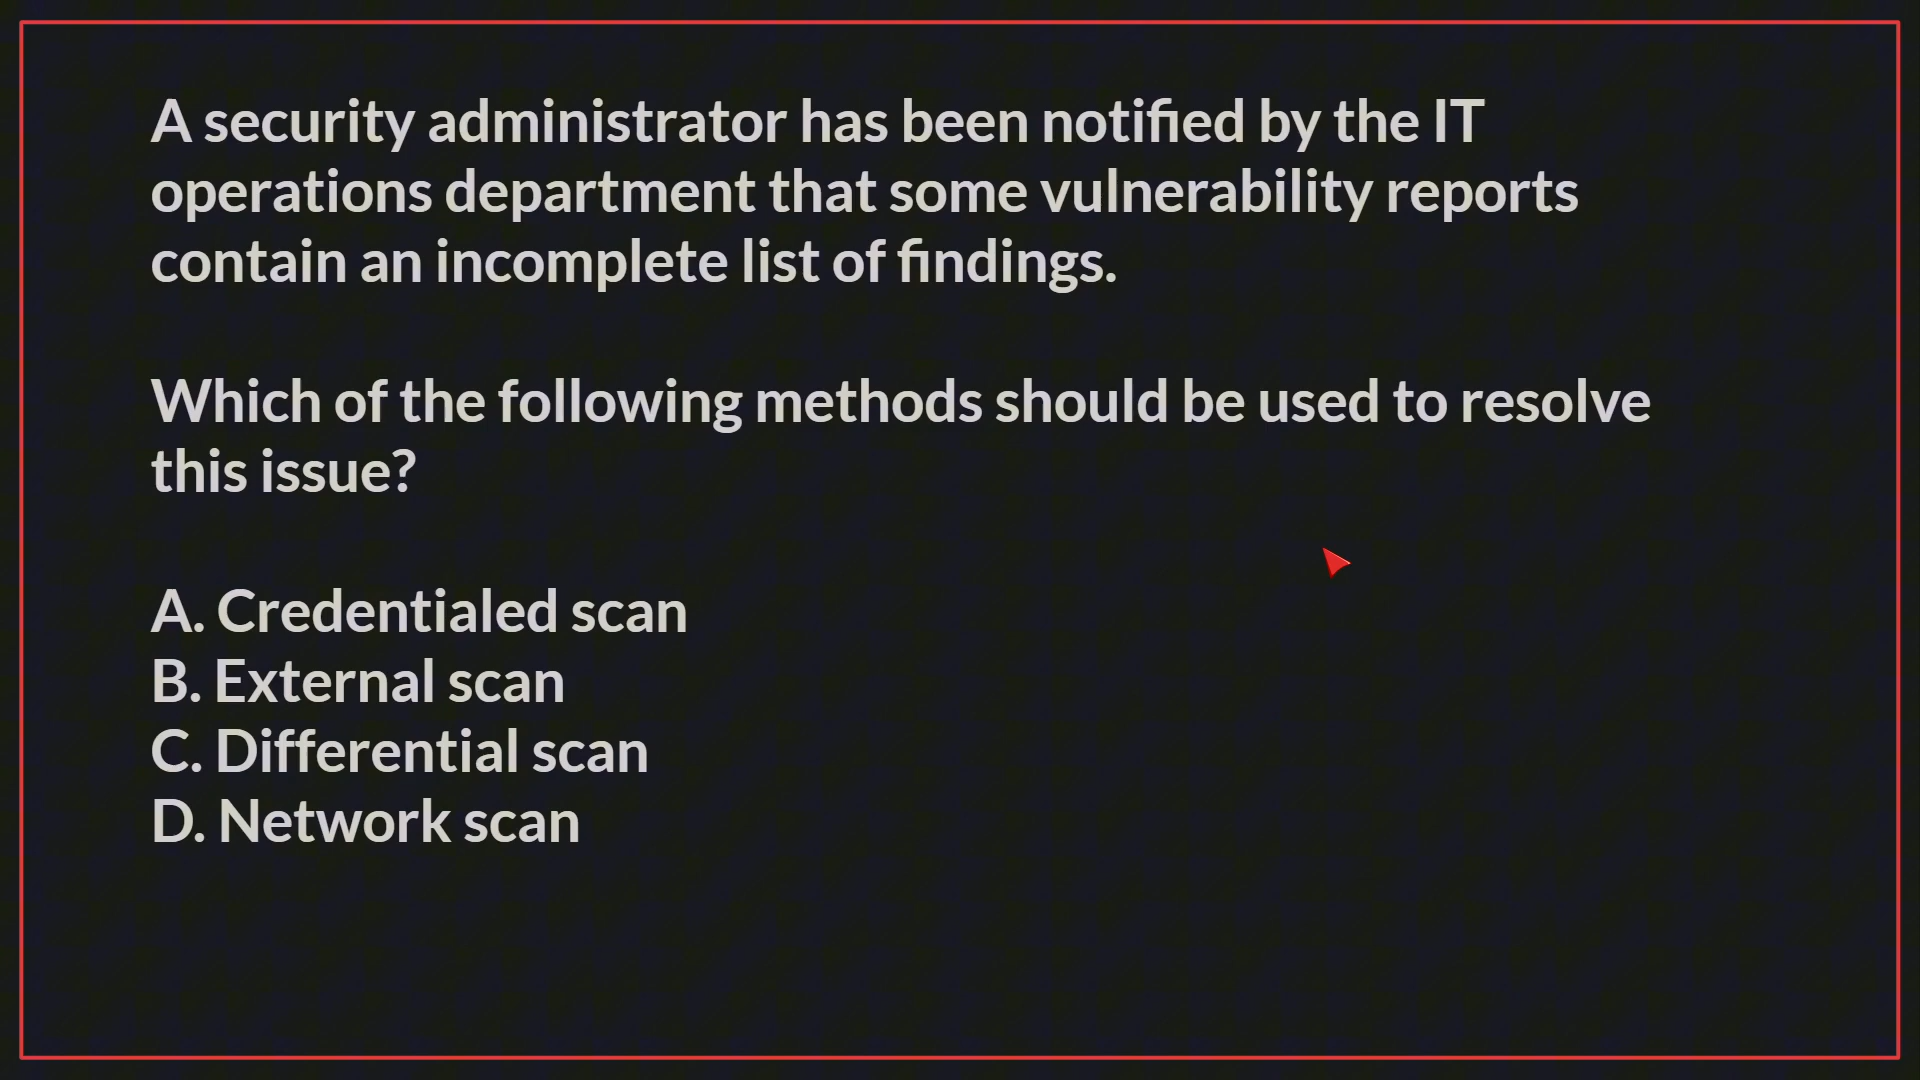 A security administrator has been notified by the IT
operations department that some vulnerability reports
contain an incomplete list of findings.
Which of the following methods should be used to resolve
this issue?
A. Credentialed scan
B. External scan
C. Differential scan
D. Network scan